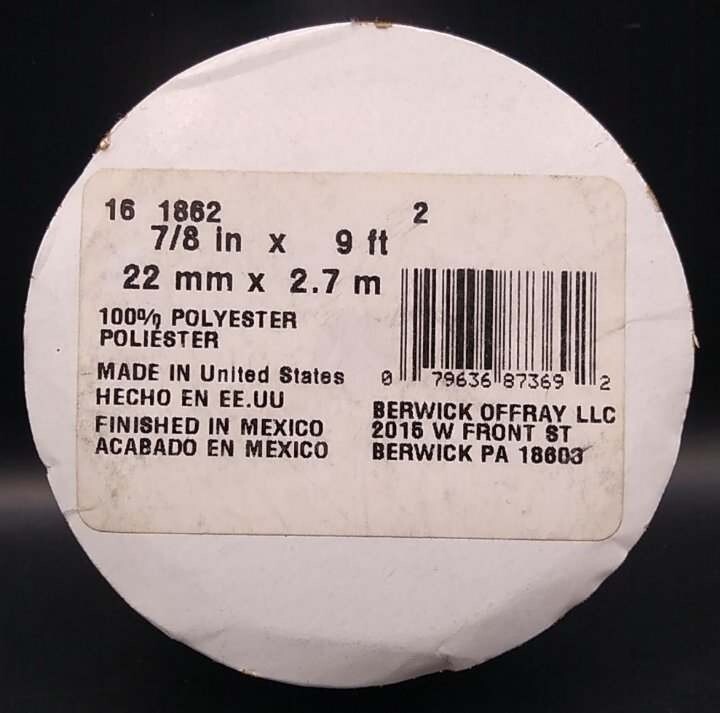 16 1862 2
7/8 in x 9 ft
22 mm x 2.7 m
100% POLYESTER
POLIESTER
MADE IN United States
HECHO EN EE.UU
FINISHED IN MEXICO
ACABADO EN MEXICO
0 79636 87369 2
BERWICK OFFRAY LLC
2015 W FRONT ST
BERWICK PA 18603